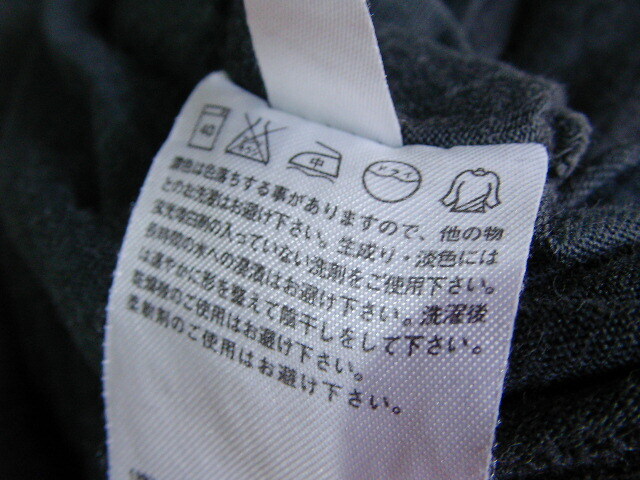 40 エンソ 中 ドライ
濃色は色落ちする事がありますので、他の物
とのお洗濯はお避け下さい。生成り・淡色には
蛍光増白剤の入っていない洗剤をご使用下さい。
長時間の水への浸漬はお避け下さい。洗濯後
は速やかに形を整えて陰干しをして下さい。
乾燥機のご使用はお避け下さい。
柔軟剤のご使用はお避け下さい。